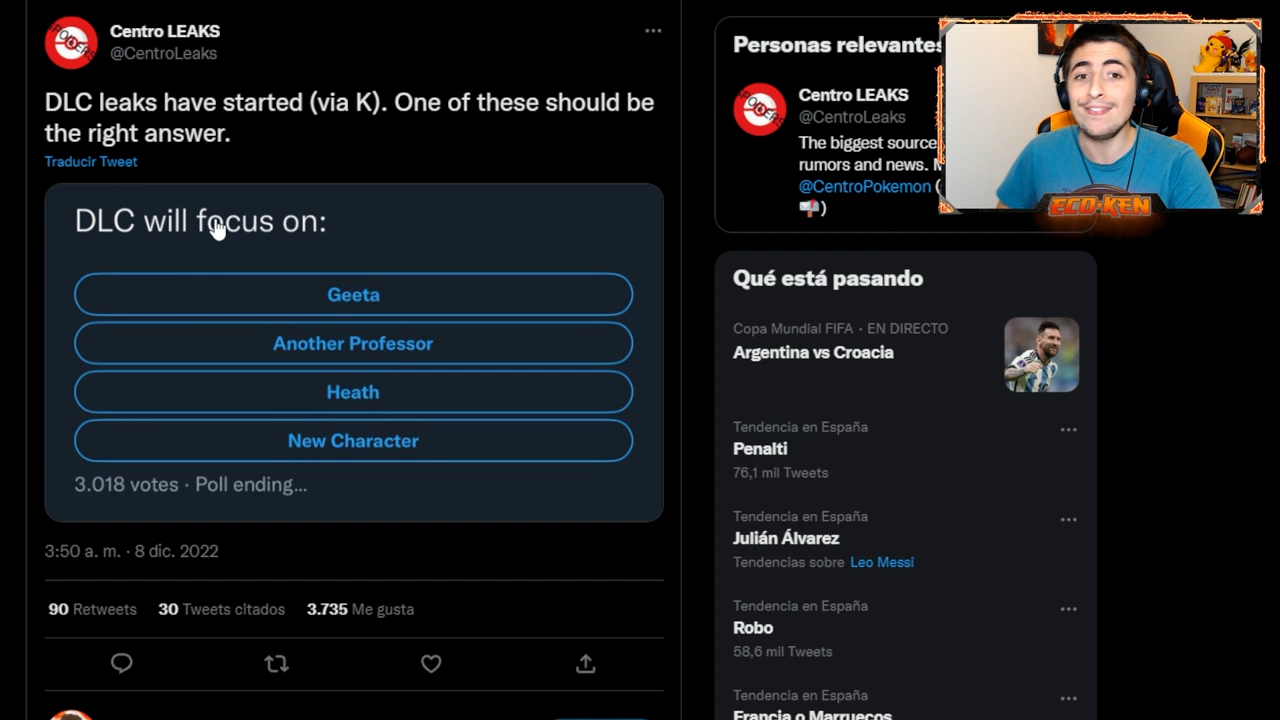 Centro LEAKS
@CentroLeaks
DLC leaks have started (via K). One of these should be
the right answer.
Traducir Tweet
DLC will focus on:
Geeta
Another Professor
Heath
New Character
3.018 votes · Poll ending...
3:50 a. m. · 8 dic. 2022
90 Retweets 30 Tweets citados 3.735 Me gusta
Personas relevantes
Centro LEAKS
@CentroLeaks
The biggest source
rumors and news.
@CentroPokemon (
)
ECO-KEN
Qué está pasando
Copa Mundial FIFA · EN DIRECTO
Argentina vs Croacia
Tendencia en España
Penalti
76,1 mil Tweets
Tendencia en España
Julián Álvarez
Tendencias sobre Leo Messi
Tendencia en España
Robo
58,6 mil Tweets
Tendencia en España
Francia o Marruecos